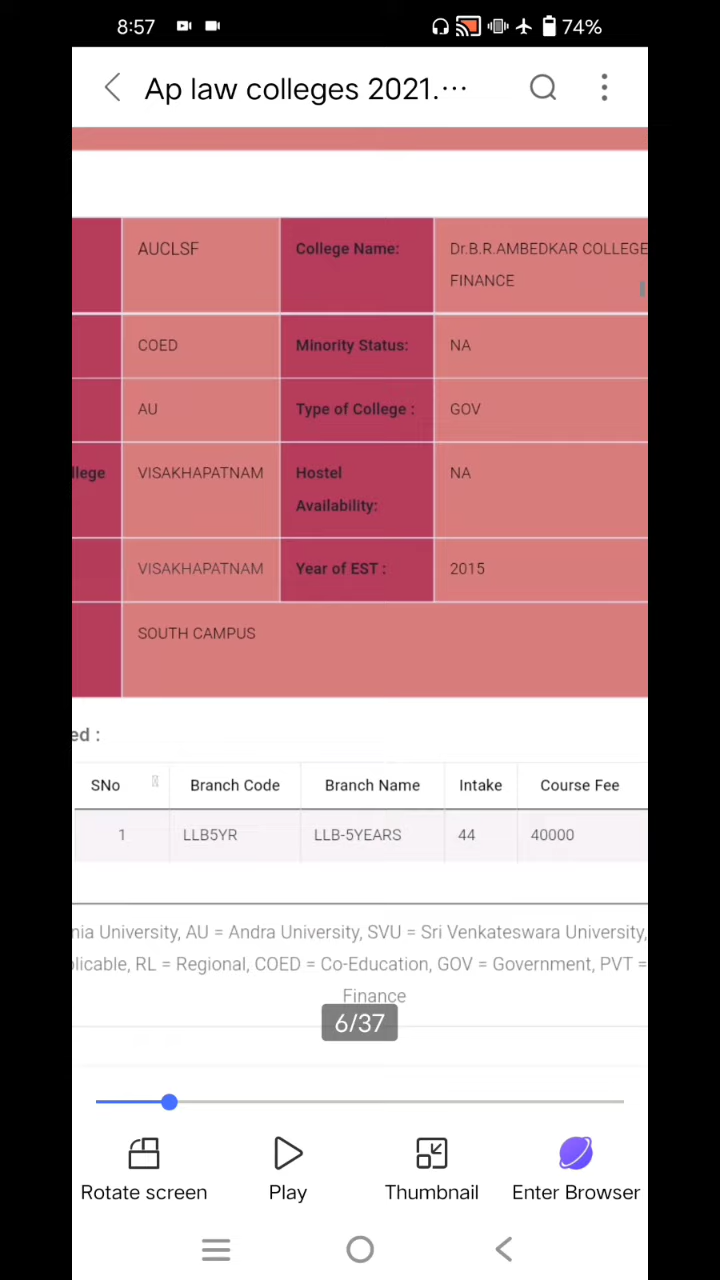 8:57 74%
Ap law colleges 2021.···
AUCLSF College Name: Dr.B.R.AMBEDKAR COLLEGE
FINANCE
COED Minority Status: NA
AU Type of College : GOV
llege VISAKHAPATNAM Hostel NA
Availability:
VISAKHAPATNAM Year of EST : 2015
SOUTH CAMPUS
ed :
SNo Branch Code Branch Name Intake Course Fee
1 LLB5YR LLB-5YEARS 44 40000
nia University, AU = Andra University, SVU = Sri Venkateswara University,
plicable, RL = Regional, COED = Co-Education, GOV = Government, PVT =
Finance
6/37
Rotate screen Play Thumbnail Enter Browser